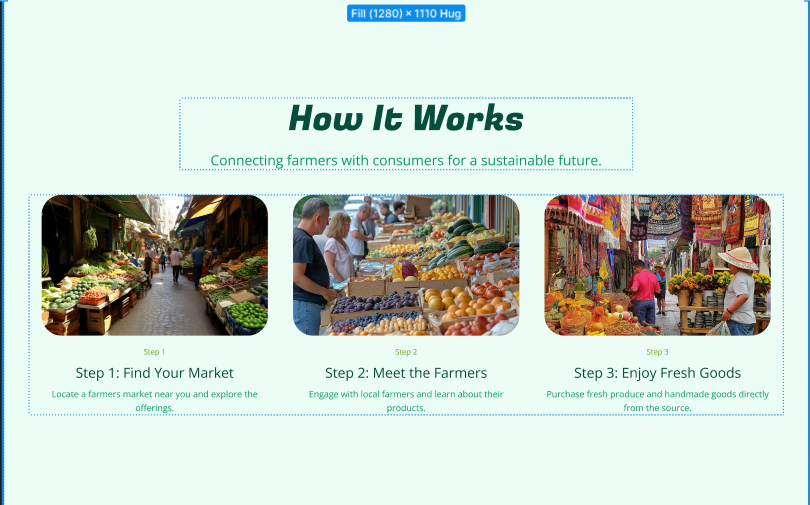 Fill (1280) × 1110 Hug
How It Works
Connecting farmers with consumers for a sustainable future.
Step 1
Step 1: Find Your Market
Locate a farmers market near you and explore the
offerings.
Step 2
Step 2: Meet the Farmers
Engage with local farmers and learn about their
products.
Step 3
Step 3: Enjoy Fresh Goods
Purchase fresh produce and handmade goods directly
from the source.